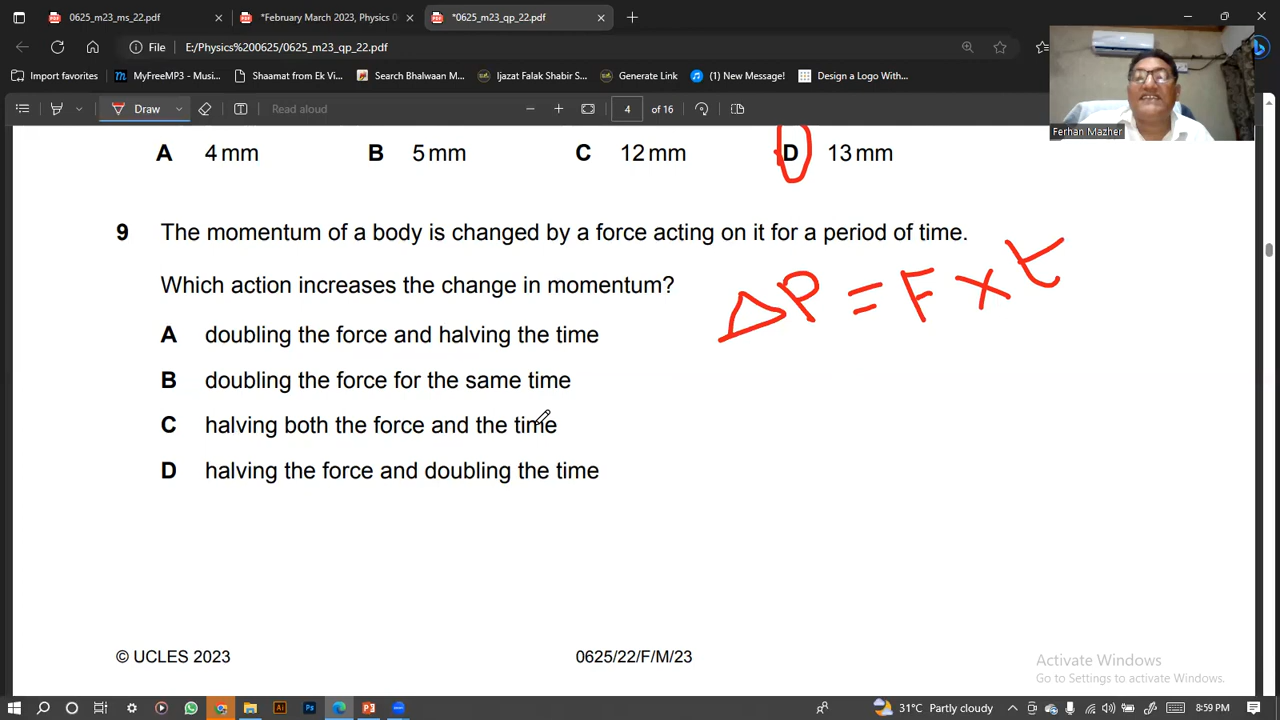 0625_m23_ms_22.pdf
*February March 2023, Physics 0
*0625_m23_qp_22.pdf
File
E:/Physics%200625/0625_m23_qp_22.pdf
Import favorites
MyFreeMP3 - Musi...
Shaamat from Ek Vi...
Search Bhalwaan M...
Ijazat Falak Shabir S...
Generate Link
(1) New Message!
Design a Logo With...
Draw
Read aloud
4 of 16
Ferhan Mazher
A 4 mm B 5 mm C 12 mm D 13 mm
9 The momentum of a body is changed by a force acting on it for a period of time.
Which action increases the change in momentum?
ΔP = F × t
A doubling the force and halving the time
B doubling the force for the same time
C halving both the force and the time
D halving the force and doubling the time
© UCLES 2023
0625/22/F/M/23
Activate Windows
Go to Settings to activate Windows.
31°C Partly cloudy
8:59 PM